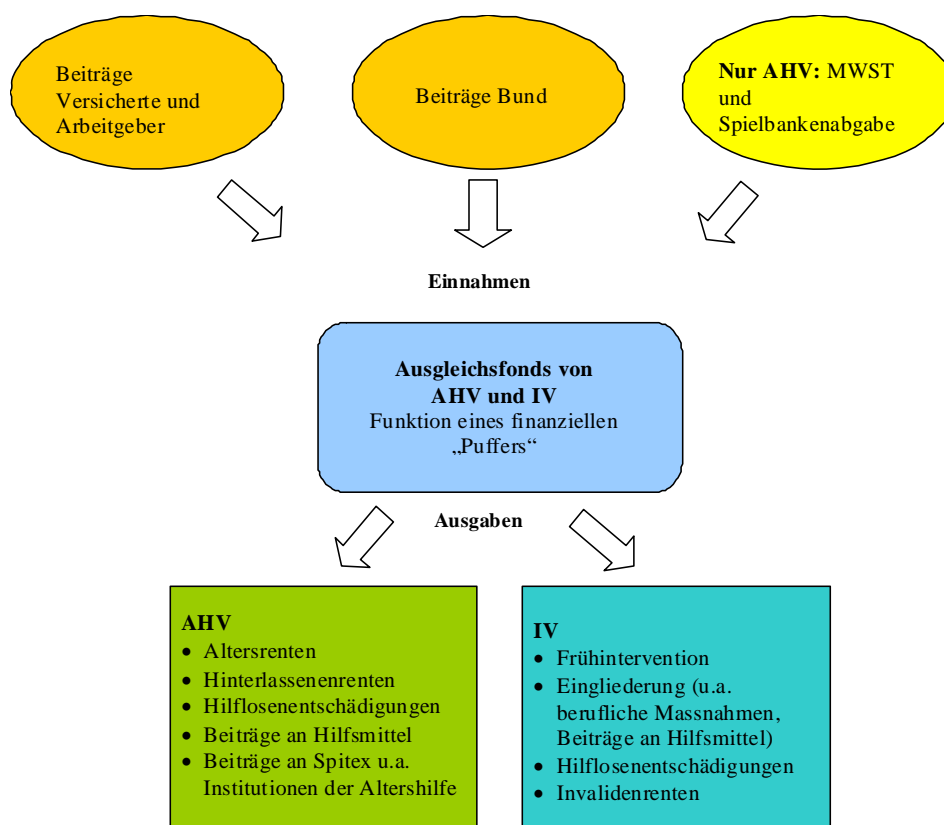 Beiträge
Versicherte und
Arbeitgeber
Beiträge Bund
Nur AHV: MWST
und
Spielbankenabgabe
Einnahmen
Ausgleichsfonds von
AHV und IV
Funktion eines finanziellen
„Puffers“
Ausgaben
AHV
• Altersrenten
• Hinterlassenenrenten
• Hilflosenentschädigungen
• Beiträge an Hilfsmittel
• Beiträge an Spitex u.a.
Institutionen der Altershilfe
IV
• Frühintervention
• Eingliederung (u.a.
berufliche Massnahmen,
Beiträge an Hilfsmittel)
• Hilflosenentschädigungen
• Invalidenrenten